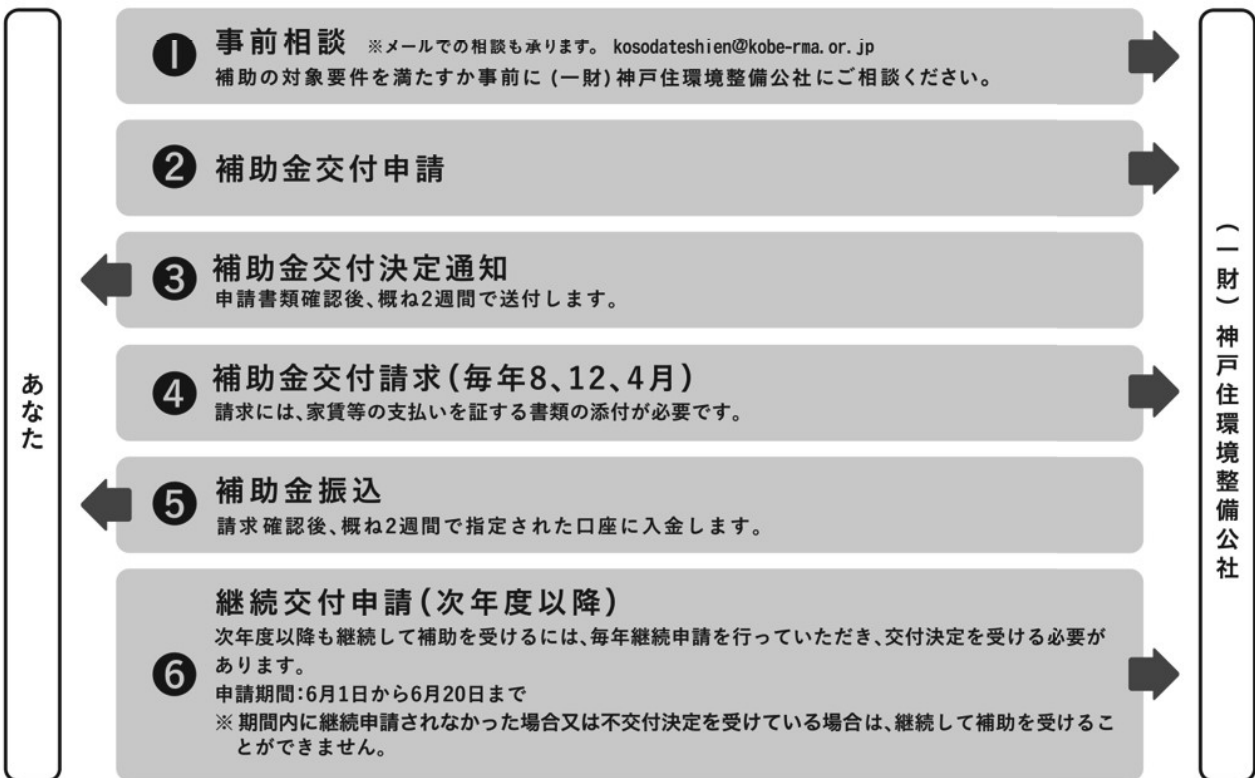 あなた
❶ 事前相談 ※メールでの相談も承ります。 kosodateshien@kobe-rma.or.jp
補助の対象要件を満たすか事前に(一財)神戸住環境整備公社にご相談ください。
❷ 補助金交付申請
❸ 補助金交付決定通知
申請書類確認後、概ね2週間で送付します。
❹ 補助金交付請求(毎年8、12、4月)
請求には、家賃等の支払いを証する書類の添付が必要です。
❺ 補助金振込
請求確認後、概ね2週間で指定された口座に入金します。
❻ 継続交付申請(次年度以降)
次年度以降も継続して補助を受けるには、毎年継続申請を行っていただき、交付決定を受ける必要が
あります。
申請期間:6月1日から6月20日まで
※ 期間内に継続申請されなかった場合又は不交付決定を受けている場合は、継続して補助を受けるこ
とができません。
(一財)神戸住環境整備公社